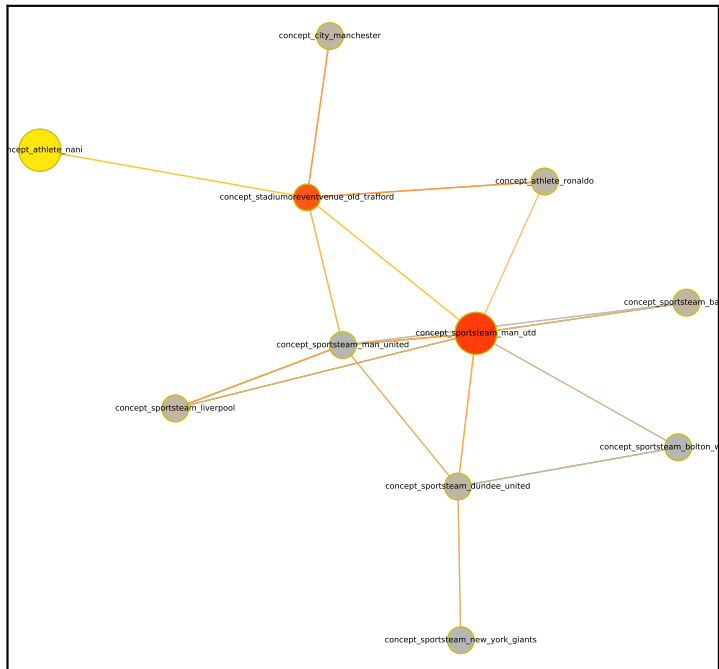 concept_city_manchester
ncept_athlete_nani
concept_athlete_ronaldo
concept_stadiumoreventvenue_old_trafford
concept_sportsteam_ba
concept_sportsteam_man_utd
concept_sportsteam_man_united
concept_sportsteam_liverpool
concept_sportsteam_bolton_w
concept_sportsteam_dundee_united
concept_sportsteam_new_york_giants